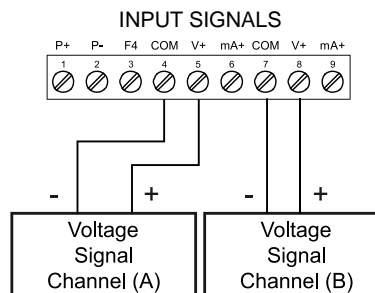 INPUT SIGNALS
P+ P- F4 COM V+ mA+ COM V+ mA+
1 2 3 4 5 6 7 8 9
- + - +
Voltage Signal Channel (A)
Voltage Signal Channel (B)